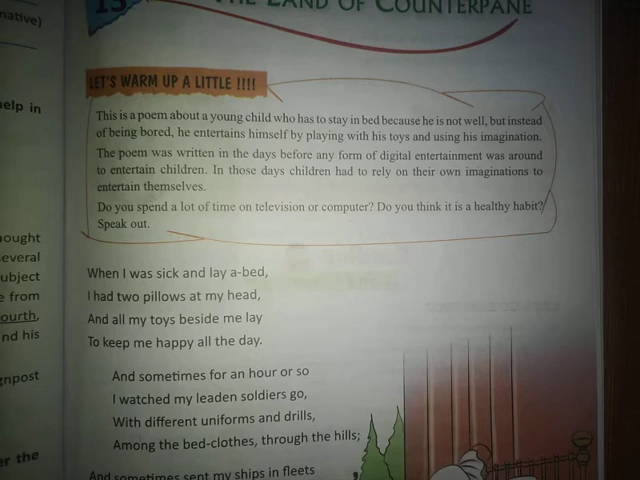 13
THE LAND OF COUNTERPANE
native)
LET'S WARM UP A LITTLE !!!!
help in
This is a poem about a young child who has to stay in bed because he is not well, but instead
of being bored, he entertains himself by playing with his toys and using his imagination.
The poem was written in the days before any form of digital entertainment was around
to entertain children. In those days children had to rely on their own imaginations to
entertain themselves.
Do you spend a lot of time on television or computer? Do you think it is a healthy habit?
Speak out.
ought
several
ubject
e from
ourth,
nd his
gnpost
er the
When I was sick and lay a-bed,
I had two pillows at my head,
And all my toys beside me lay
To keep me happy all the day.
And sometimes for an hour or so
I watched my leaden soldiers go,
With different uniforms and drills,
Among the bed-clothes, through the hills;
And sometimes sent my ships in fleets